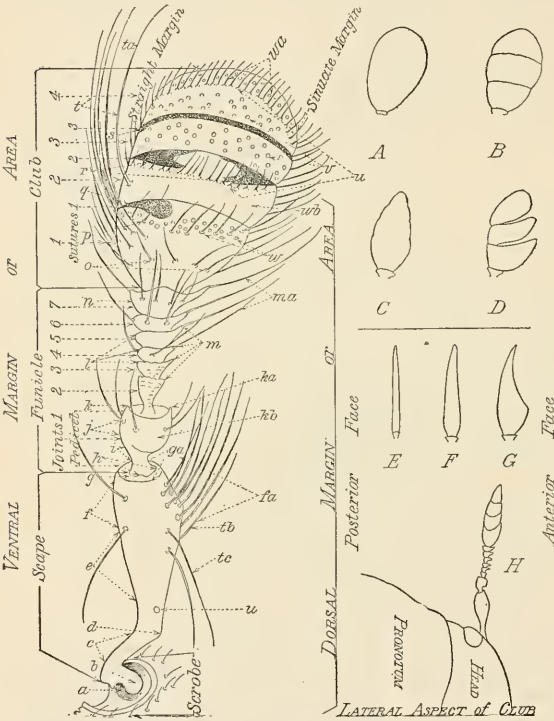 ta
Straight Margin
wa
Sinuate Margin
AREA
or
MARGIN
VENTRAL
Club
4
3
2
1
t
3
2
r
q
Sutures 1
p
o
v
u
wb
w
ma
Funicle
7
6
5
4
3
2
Joints 1
Pedicel
n
m
l
k
j
i
h
g
ka
kb
ga
Scape
f
e
d
c
b
a
fa
tb
tc
u
Scrobe
AREA
or
MARGIN
DORSAL
A
B
C
D
Posterior Face
E
F
G
Anterior Face
H
PRONOTUM
HEAD
LATERAL ASPECT of CLUB